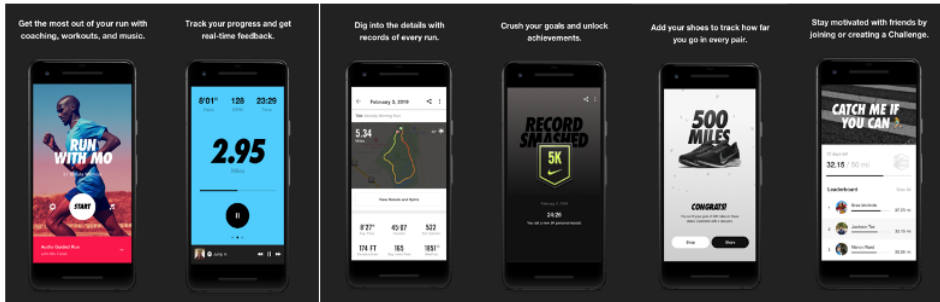 Get the most out of your run with
coaching, workouts, and music.
RUN
WITH MO
START
Audio Guided Run
Track your progress and get
real-time feedback.
8'01" 128 23:29
2.95
Miles
Dig into the details with
records of every run.
February 3, 2019
5.34
Miles
8'27" 45:07 522
174 FT 165 1851°
Crush your goals and unlock
achievements.
RECORD
SMASHED
5K
24:26
Add your shoes to track how far
you go in every pair.
500
MILES
CONGRATS!
Shop Share
Stay motivated with friends by
joining or creating a Challenge.
CATCH ME IF
YOU CAN
32.15 / 50 mi
Leaderboard